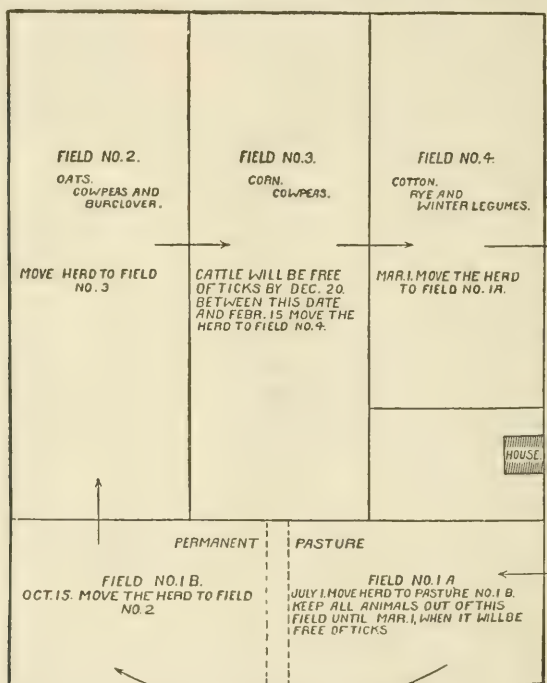 FIELD NO.2.
OATS.
COWPEAS AND
BURCLOVER.
MOVE HERD TO FIELD
NO. 3
FIELD NO.3.
CORN.
COWPEAS.
CATTLE WILL BE FREE
OF TICKS BY DEC. 20.
BETWEEN THIS DATE
AND FEBR. 15 MOVE THE
HERD TO FIELD NO.4.
FIELD NO.4.
COTTON.
RYE AND
WINTER LEGUMES.
MAR.1. MOVE THE HERD
TO FIELD NO.1A.
HOUSE.
PERMANENT PASTURE
FIELD NO.1 B.
OCT.15. MOVE THE HERD TO FIELD
NO.2
FIELD NO.1 A
JULY 1. MOVE HERD TO PASTURE NO.1 B.
KEEP ALL ANIMALS OUT OF THIS
FIELD UNTIL MAR.1, WHEN IT WILL BE
FREE OF TICKS